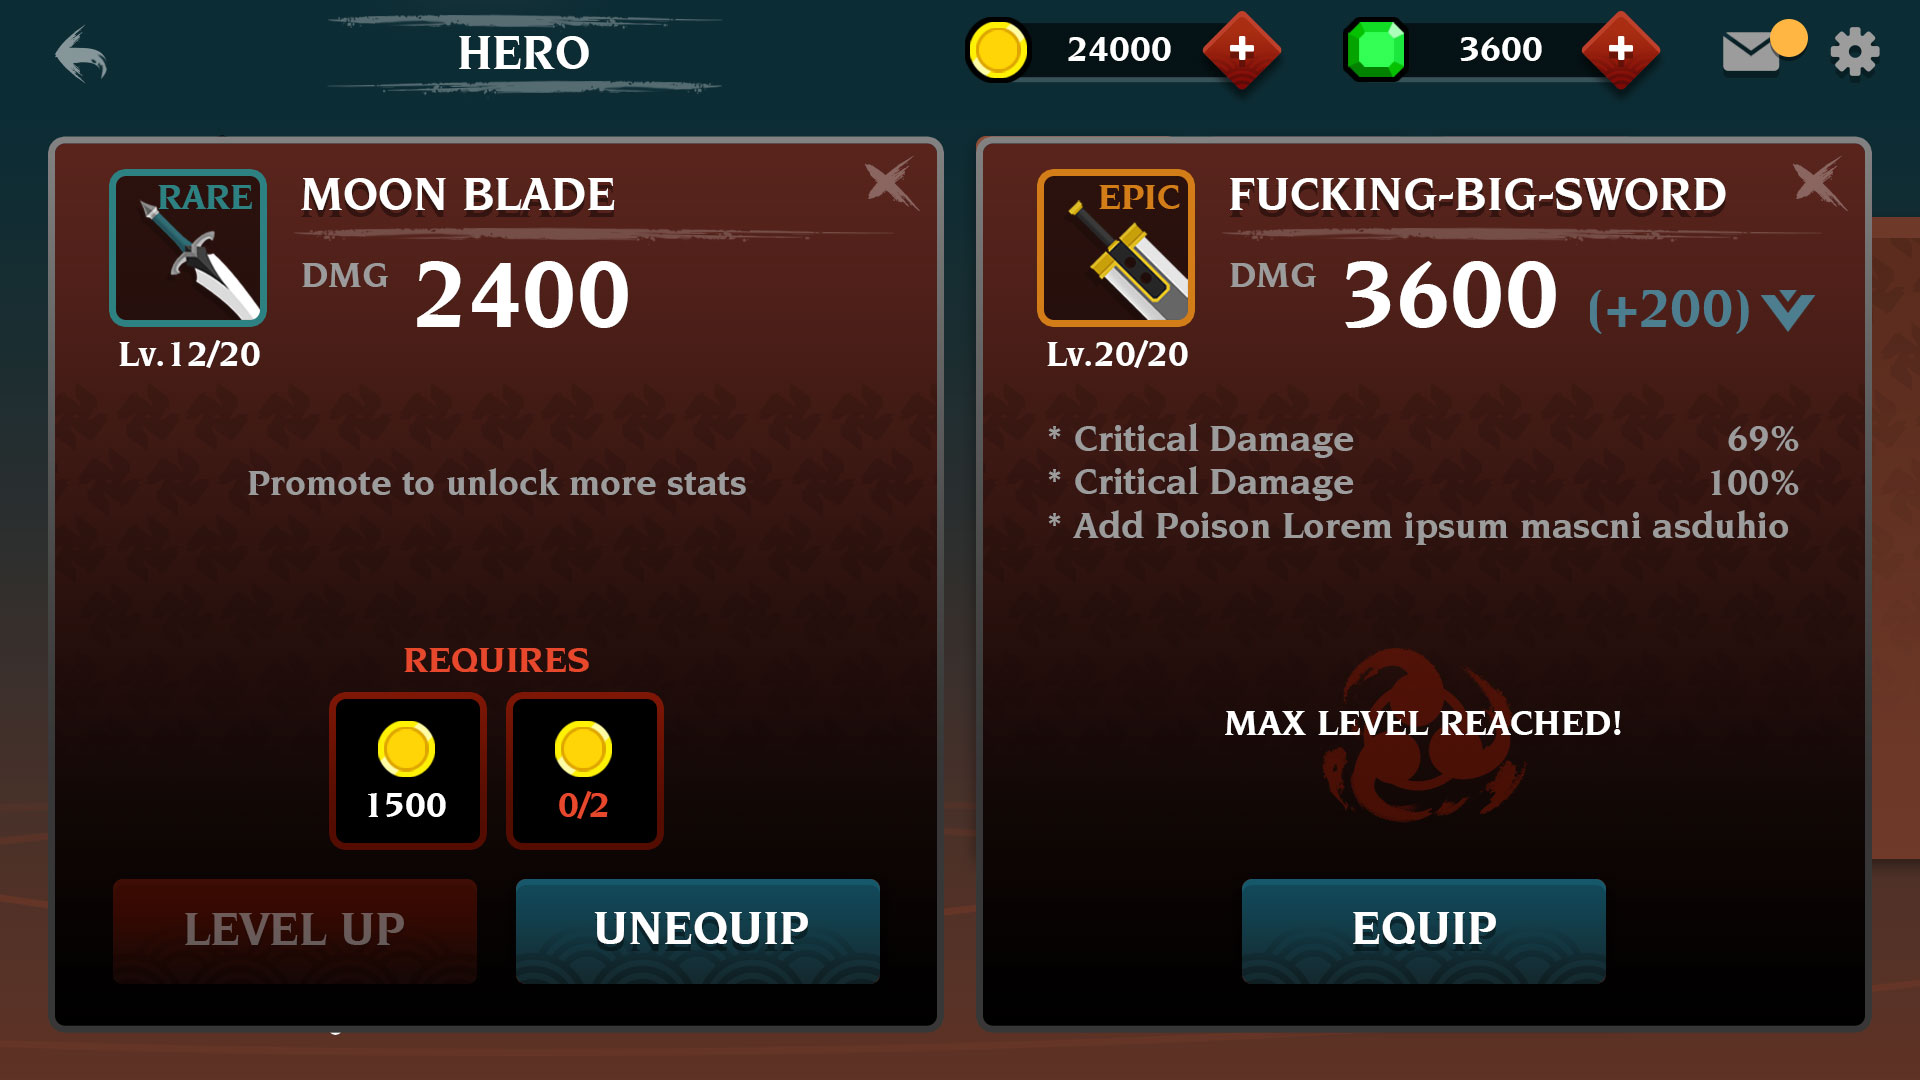 HERO
24000
3600
RARE
MOON BLADE
DMG 2400
Lv.12/20
Promote to unlock more stats
REQUIRES
1500
0/2
LEVEL UP
UNEQUIP
EPIC
FUCKING-BIG-SWORD
DMG 3600 (+200)
Lv.20/20
* Critical Damage 69%
* Critical Damage 100%
* Add Poison Lorem ipsum mascni asduhio
MAX LEVEL REACHED!
EQUIP